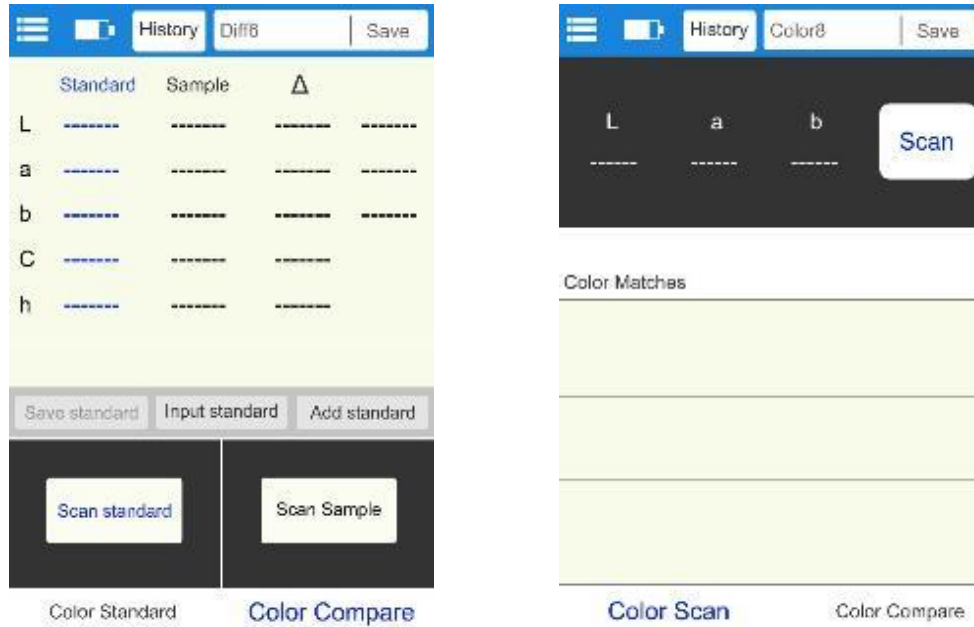 History Diff8 Save
Standard Sample Δ
L ------- ------- ------- -------
a ------- ------- ------- -------
b ------- ------- ------- -------
C ------- ------- -------
h ------- ------- -------
Save standard Input standard Add standard
Scan standard Scan Sample
Color Standard Color Compare
History Color8 Save
L a b
------ ------ ------
Scan
Color Matches
Color Scan Color Compare